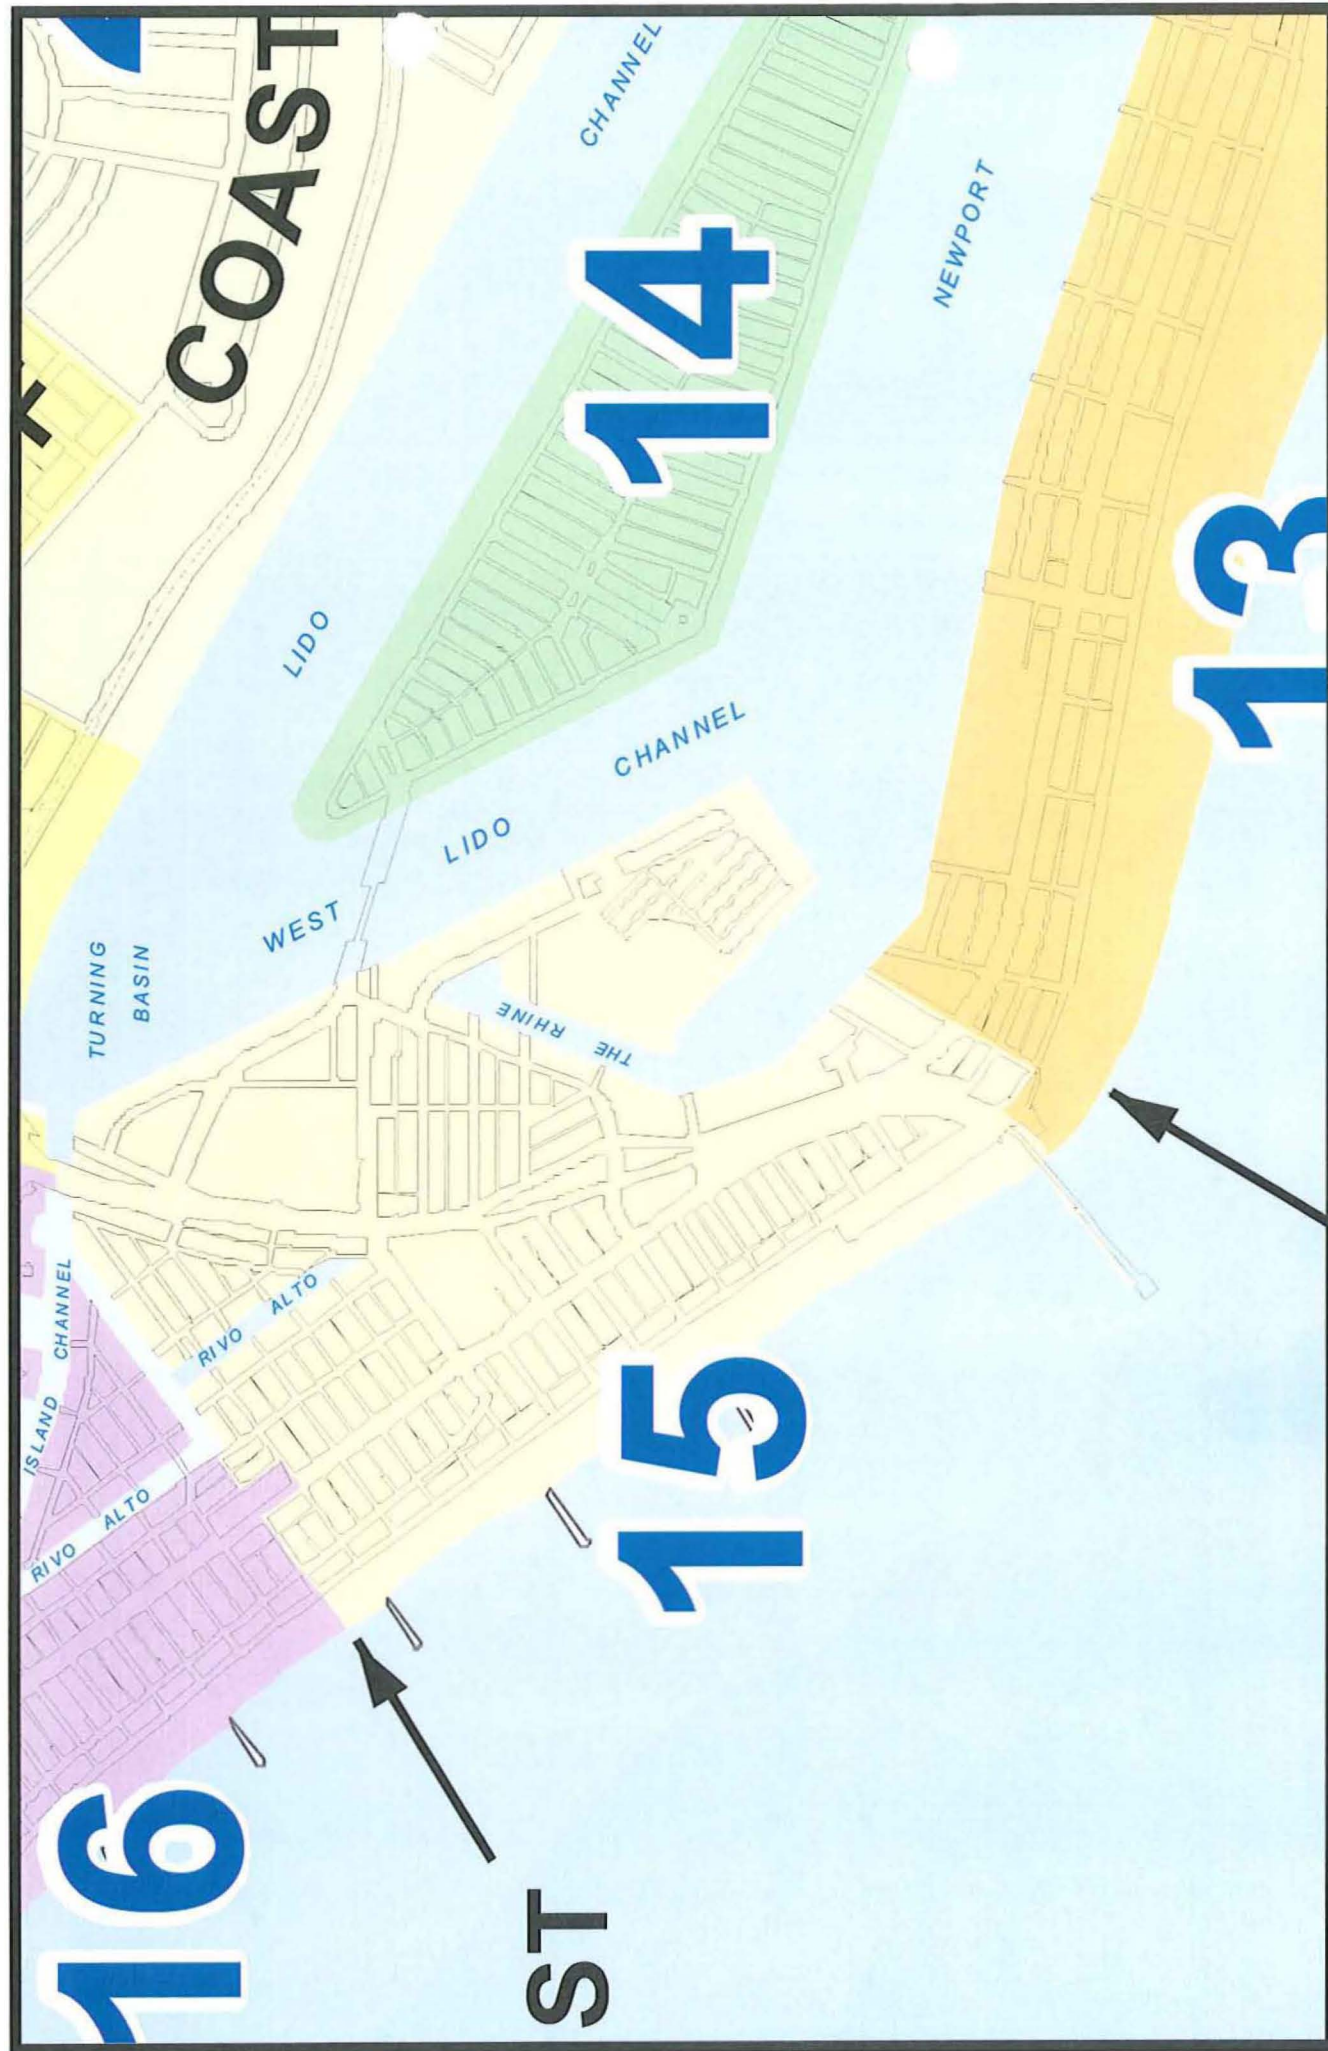 COAST
CHANNEL
14
NEWPORT
LIDO
13
CHANNEL
LIDO
WEST
TURNING
BASIN
THE RHINE
ISLAND CHANNEL
RIVO ALTO
RIVO ALTO
15
16
ST